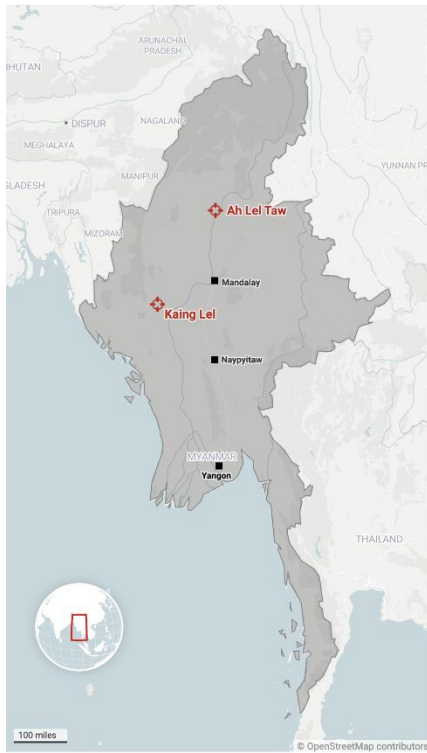 ARUNACHAL
PRADESH
BHUTAN
DISPUR
NAGALAND
MEGHALAYA
YUNNAN PR
MANIPUR
GLADESH
TRIPURA
MIZORAM
Ah Lel Taw
Mandalay
Kaing Lel
Naypyitaw
MYANMAR
Yangon
THAILAND
100 miles
© OpenStreetMap contributors